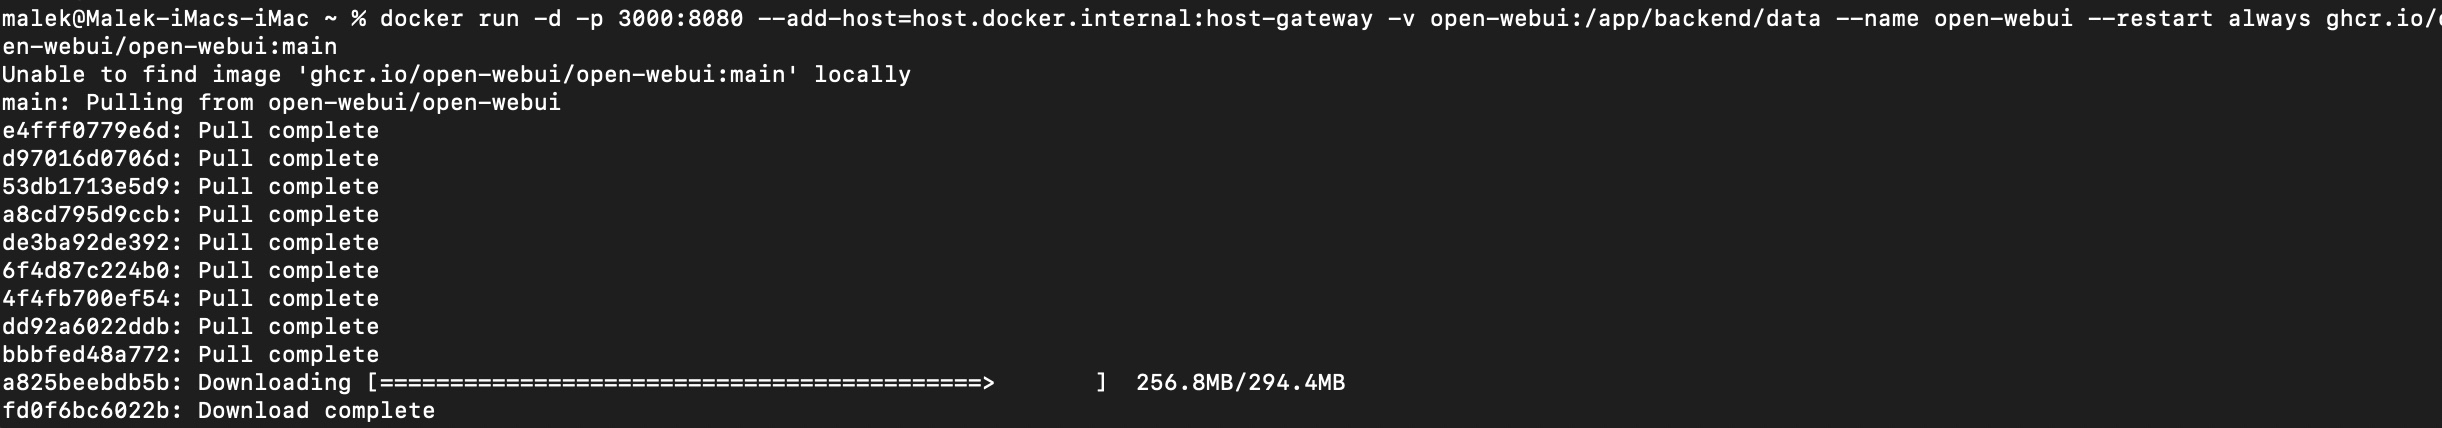 malek@Malek-iMacs-iMac ~ % docker run -d -p 3000:8080 --add-host=host.docker.internal:host-gateway -v open-webui:/app/backend/data --name open-webui --restart always ghcr.io/
en-webui/open-webui:main
Unable to find image 'ghcr.io/open-webui/open-webui:main' locally
main: Pulling from open-webui/open-webui
e4fff0779e6d: Pull complete
d97016d0706d: Pull complete
53db1713e5d9: Pull complete
a8cd795d9ccb: Pull complete
de3ba92de392: Pull complete
6f4d87c224b0: Pull complete
4f4fb700ef54: Pull complete
dd92a6022ddb: Pull complete
bbbfed48a772: Pull complete
a825beebdb5b: Downloading [===========================================>       ]  256.8MB/294.4MB
fd0f6bc6022b: Download complete